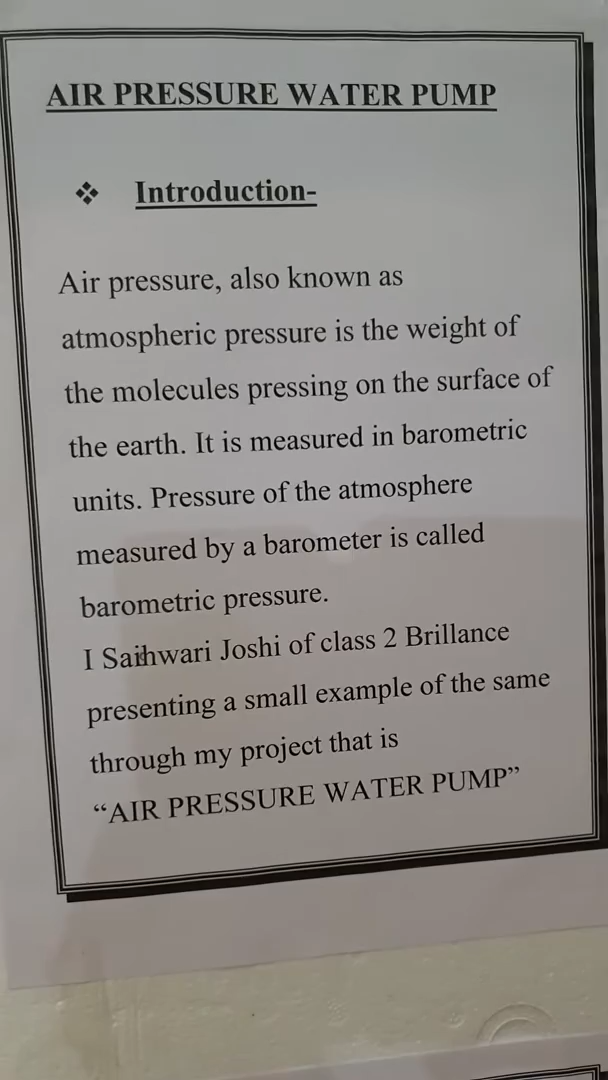 AIR PRESSURE WATER PUMP
❖ Introduction-
Air pressure, also known as
atmospheric pressure is the weight of
the molecules pressing on the surface of
the earth. It is measured in barometric
units. Pressure of the atmosphere
measured by a barometer is called
barometric pressure.
I Joshi of class 2 Brillance
presenting a small example of the same
through my project that is
“AIR PRESSURE WATER PUMP”